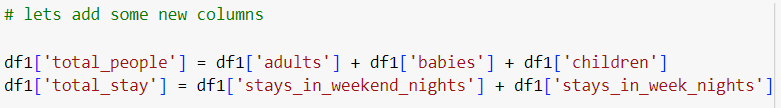 # lets add some new columns
df1['total_people'] = df1['adults'] + df1['babies'] + df1['children']
df1['total_stay'] = df1['stays_in_weekend_nights'] + df1['stays_in_week_nights']